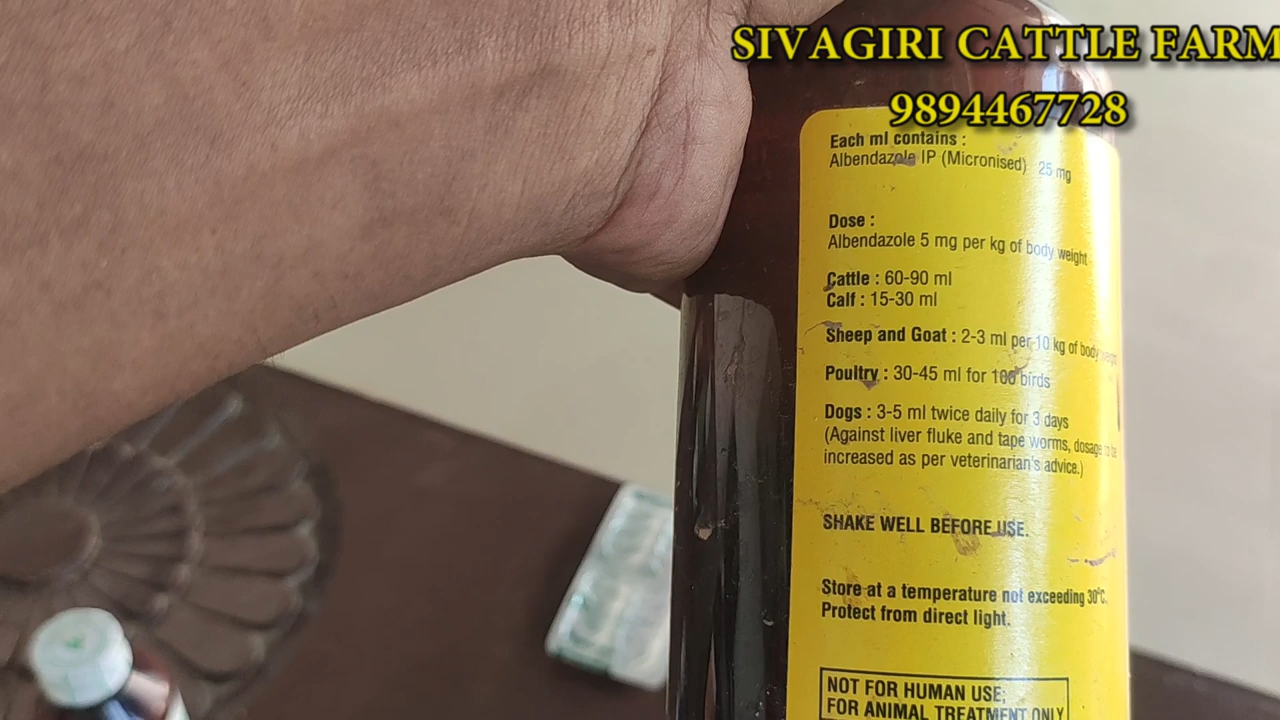 SIVAGIRI CATTLE FARM
9894467728
Each ml contains :
Albendazole IP (Micronised) 25 mg
Dose :
Albendazole 5 mg per kg of body weight
Cattle : 60-90 ml
Calf : 15-30 ml
Sheep and Goat : 2-3 ml per 10 kg of body weight
Poultry : 30-45 ml for 100 birds
Dogs : 3-5 ml twice daily for 3 days
(Against liver fluke and tape worms, dosage to be
increased as per veterinarian's advice.)
SHAKE WELL BEFORE USE.
Store at a temperature not exceeding 30°C.
Protect from direct light.
NOT FOR HUMAN USE;
FOR ANIMAL TREATMENT ONLY